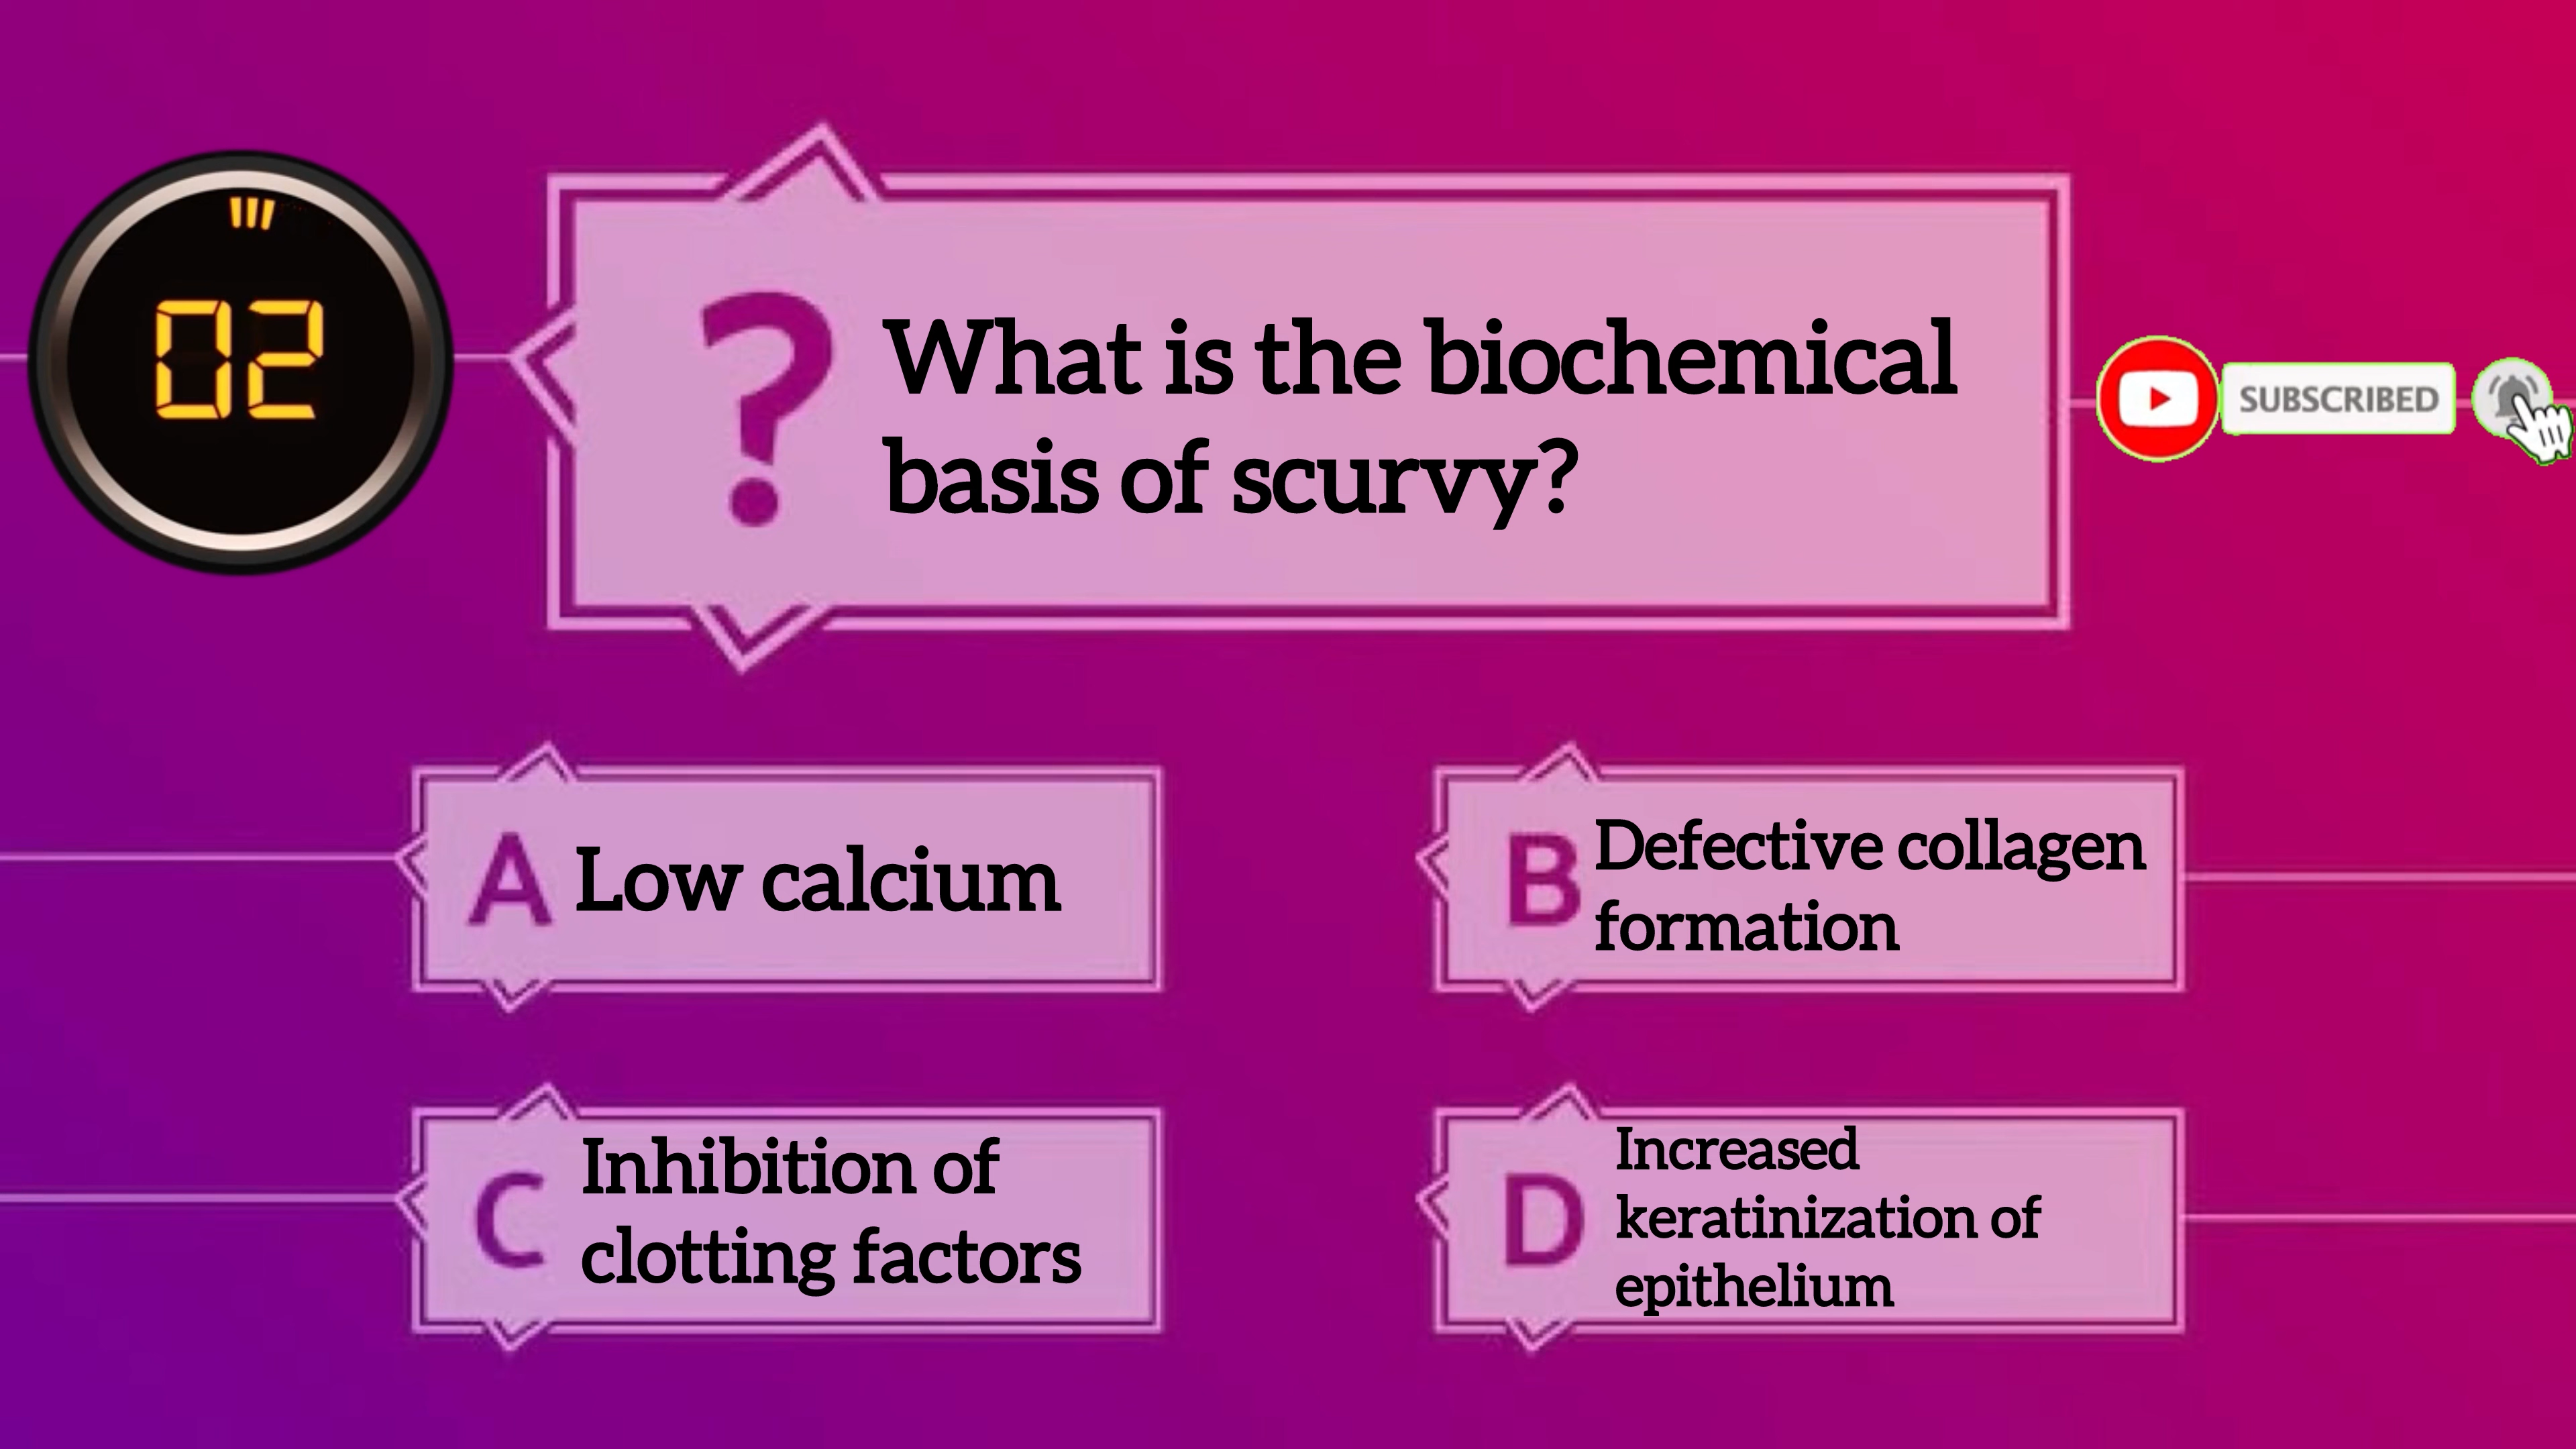 02
? What is the biochemical
basis of scurvy?
SUBSCRIBED
A Low calcium
B Defective collagen
formation
C Inhibition of
clotting factors
D Increased
keratinization of
epithelium